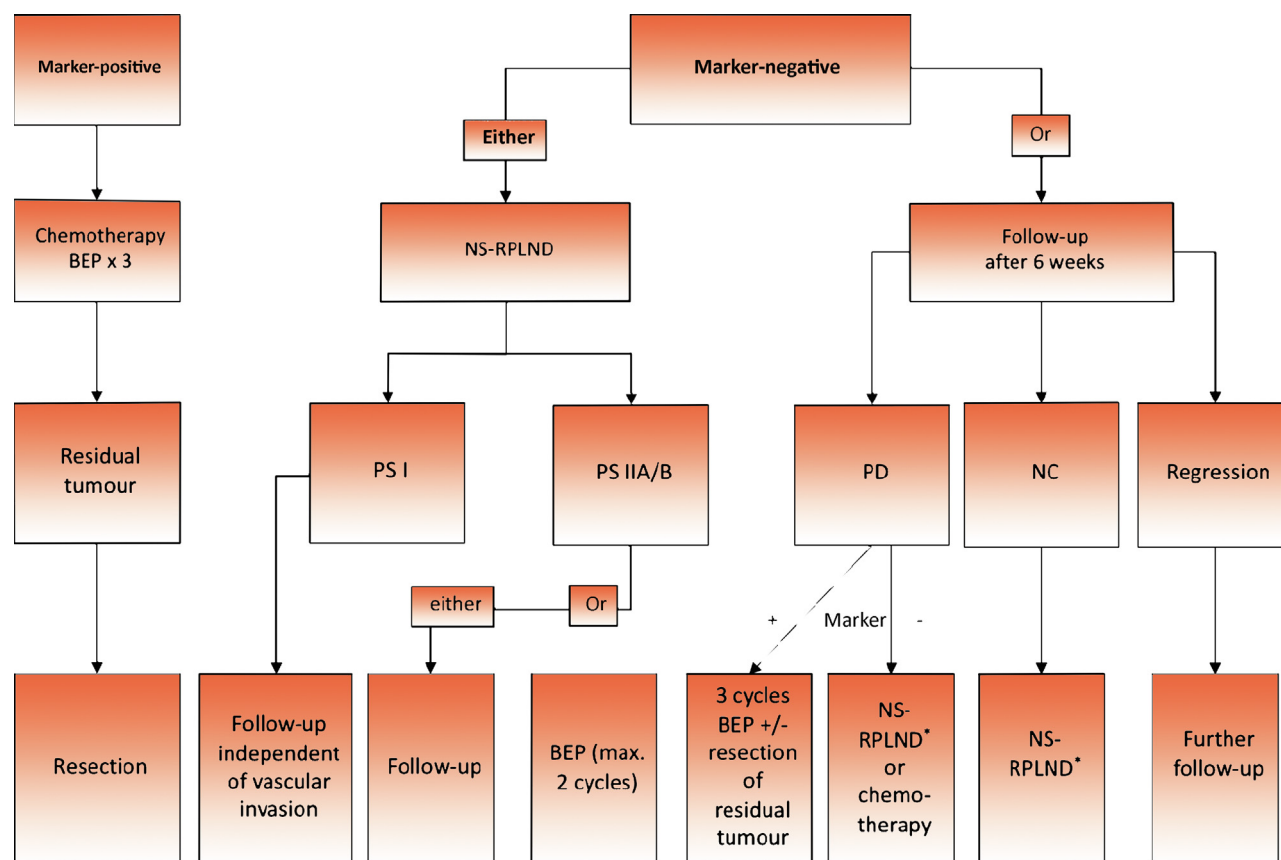 Marker-positive
Marker-negative
Either
Or
Chemotherapy
BEP x 3
NS-RPLND
Follow-up
after 6 weeks
Residual
tumour
PS I
PS IIA/B
PD
NC
Regression
either
Or
+
Marker
-
Resection
Follow-up
independent
of vascular
invasion
Follow-up
BEP (max.
2 cycles)
3 cycles
BEP +/-
resection
of
residual
tumour
NS-
RPLND*
or
chemo-
therapy
NS-
RPLND*
Further
follow-up